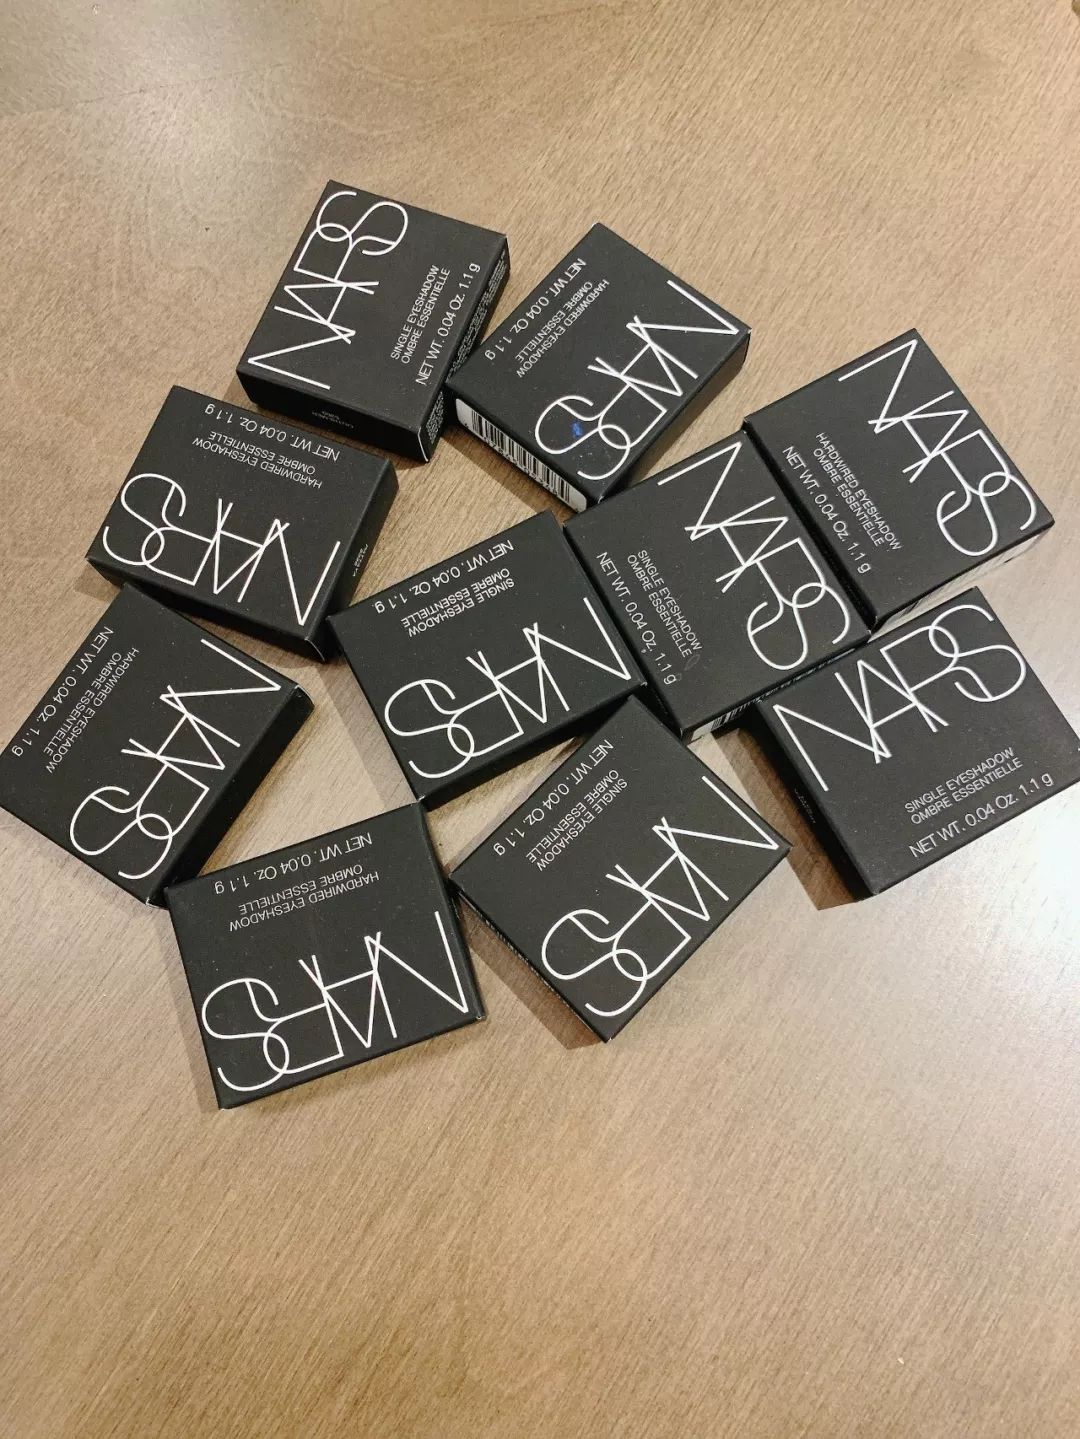 NARS
SINGLE EYESHADOW
OMBRE ESSENTIELLE
NET WT. 0.04 Oz. 1.1 g
NARS
HARDWIRED EYESHADOW
OMBRE ESSENTIELLE
NET WT. 0.04 Oz. 1.1 g
NARS
HARDWIRED EYESHADOW
OMBRE ESSENTIELLE
NET WT. 0.04 Oz. 1.1 g
NARS
HARDWIRED EYESHADOW
OMBRE ESSENTIELLE
NET WT. 0.04 Oz. 1.1 g
NARS
SINGLE EYESHADOW
OMBRE ESSENTIELLE
NET WT. 0.04 Oz. 1.1 g
NARS
SINGLE EYESHADOW
OMBRE ESSENTIELLE
NET WT. 0.04 Oz. 1.1 g
NARS
HARDWIRED EYESHADOW
OMBRE ESSENTIELLE
NET WT. 0.04 Oz. 1.1 g
NARS
SINGLE EYESHADOW
OMBRE ESSENTIELLE
NET WT. 0.04 Oz. 1.1 g
NARS
SINGLE EYESHADOW
OMBRE ESSENTIELLE
NET WT. 0.04 Oz. 1.1 g
NARS
HARDWIRED EYESHADOW
OMBRE ESSENTIELLE
NET WT. 0.04 Oz. 1.1 g